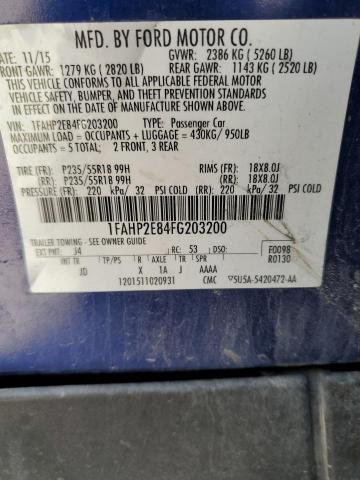 MFD. BY FORD MOTOR CO.
DATE: 11/15 GVWR: 2386 KG ( 5260 LB)
FRONT GAWR: 1279 KG ( 2820 LB) REAR GAWR: 1143 KG ( 2520 LB)
THIS VEHICLE CONFORMS TO ALL APPLICABLE FEDERAL MOTOR VEHICLE
SAFETY, BUMPER, AND THEFT PREVENTION STANDARDS IN EFFECT ON THE
DATE OF MANUFACTURE SHOWN ABOVE.
VIN: 1FAHP2E84FG203200 TYPE: Passenger Car
MAXIMUM LOAD = OCCUPANTS + LUGGAGE = 430KG/ 950LB
OCCUPANTS = 5 TOTAL; 2 FRONT, 3 REAR
TIRE (FR): P235/55R18 99H RIMS (FR): 18X8.0J
(RR): P235/55R18 99H (RR): 18X8.0J
PRESSURE (FR): 220 kPa/ 32 PSI COLD (RR): 220 kPa/ 32 PSI COLD
1FAHP2E84FG203200
TRAILER TOWING - SEE OWNER GUIDE
EXT PNT: J4 RC: 53 DSO: F0098
INT TP/PS R AXLE TR SPR R0130
JD X 1A J AAAA
1201511020931 CMC SU5A-5420472-AA